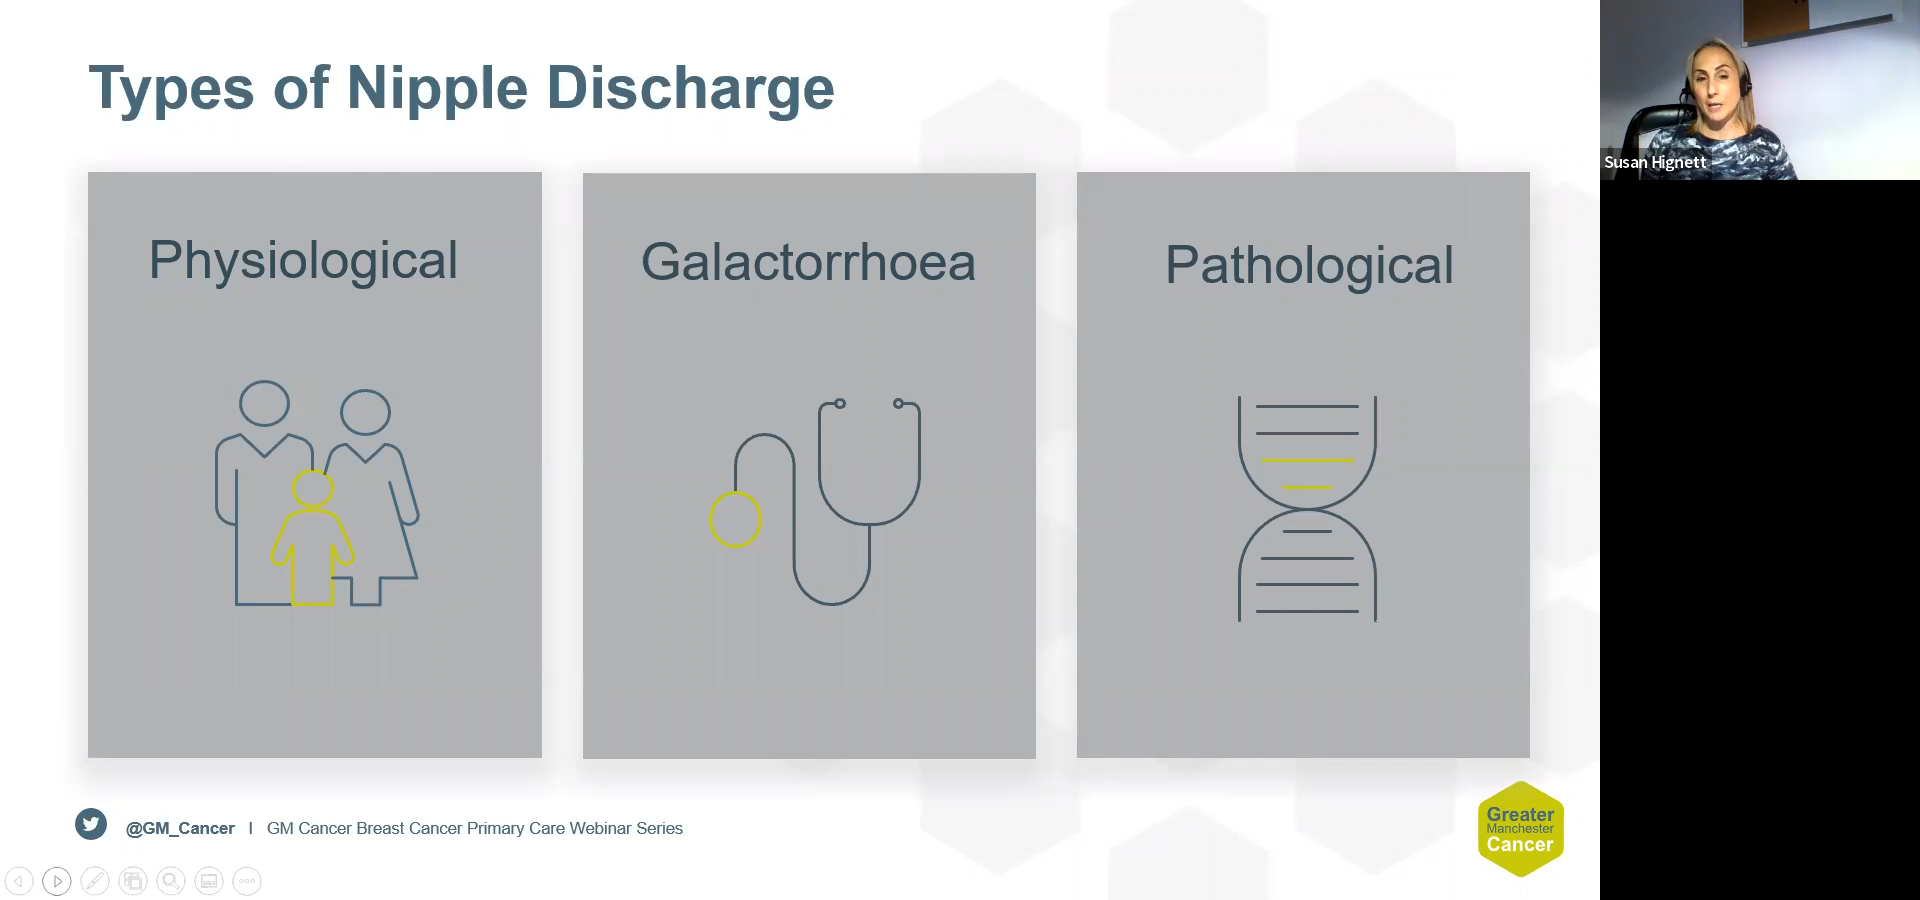 Types of Nipple Discharge
Physiological
Galactorrhoea
Pathological
@GM_Cancer | GM Cancer Breast Cancer Primary Care Webinar Series
Greater
Manchester
Cancer
Susan Hignett